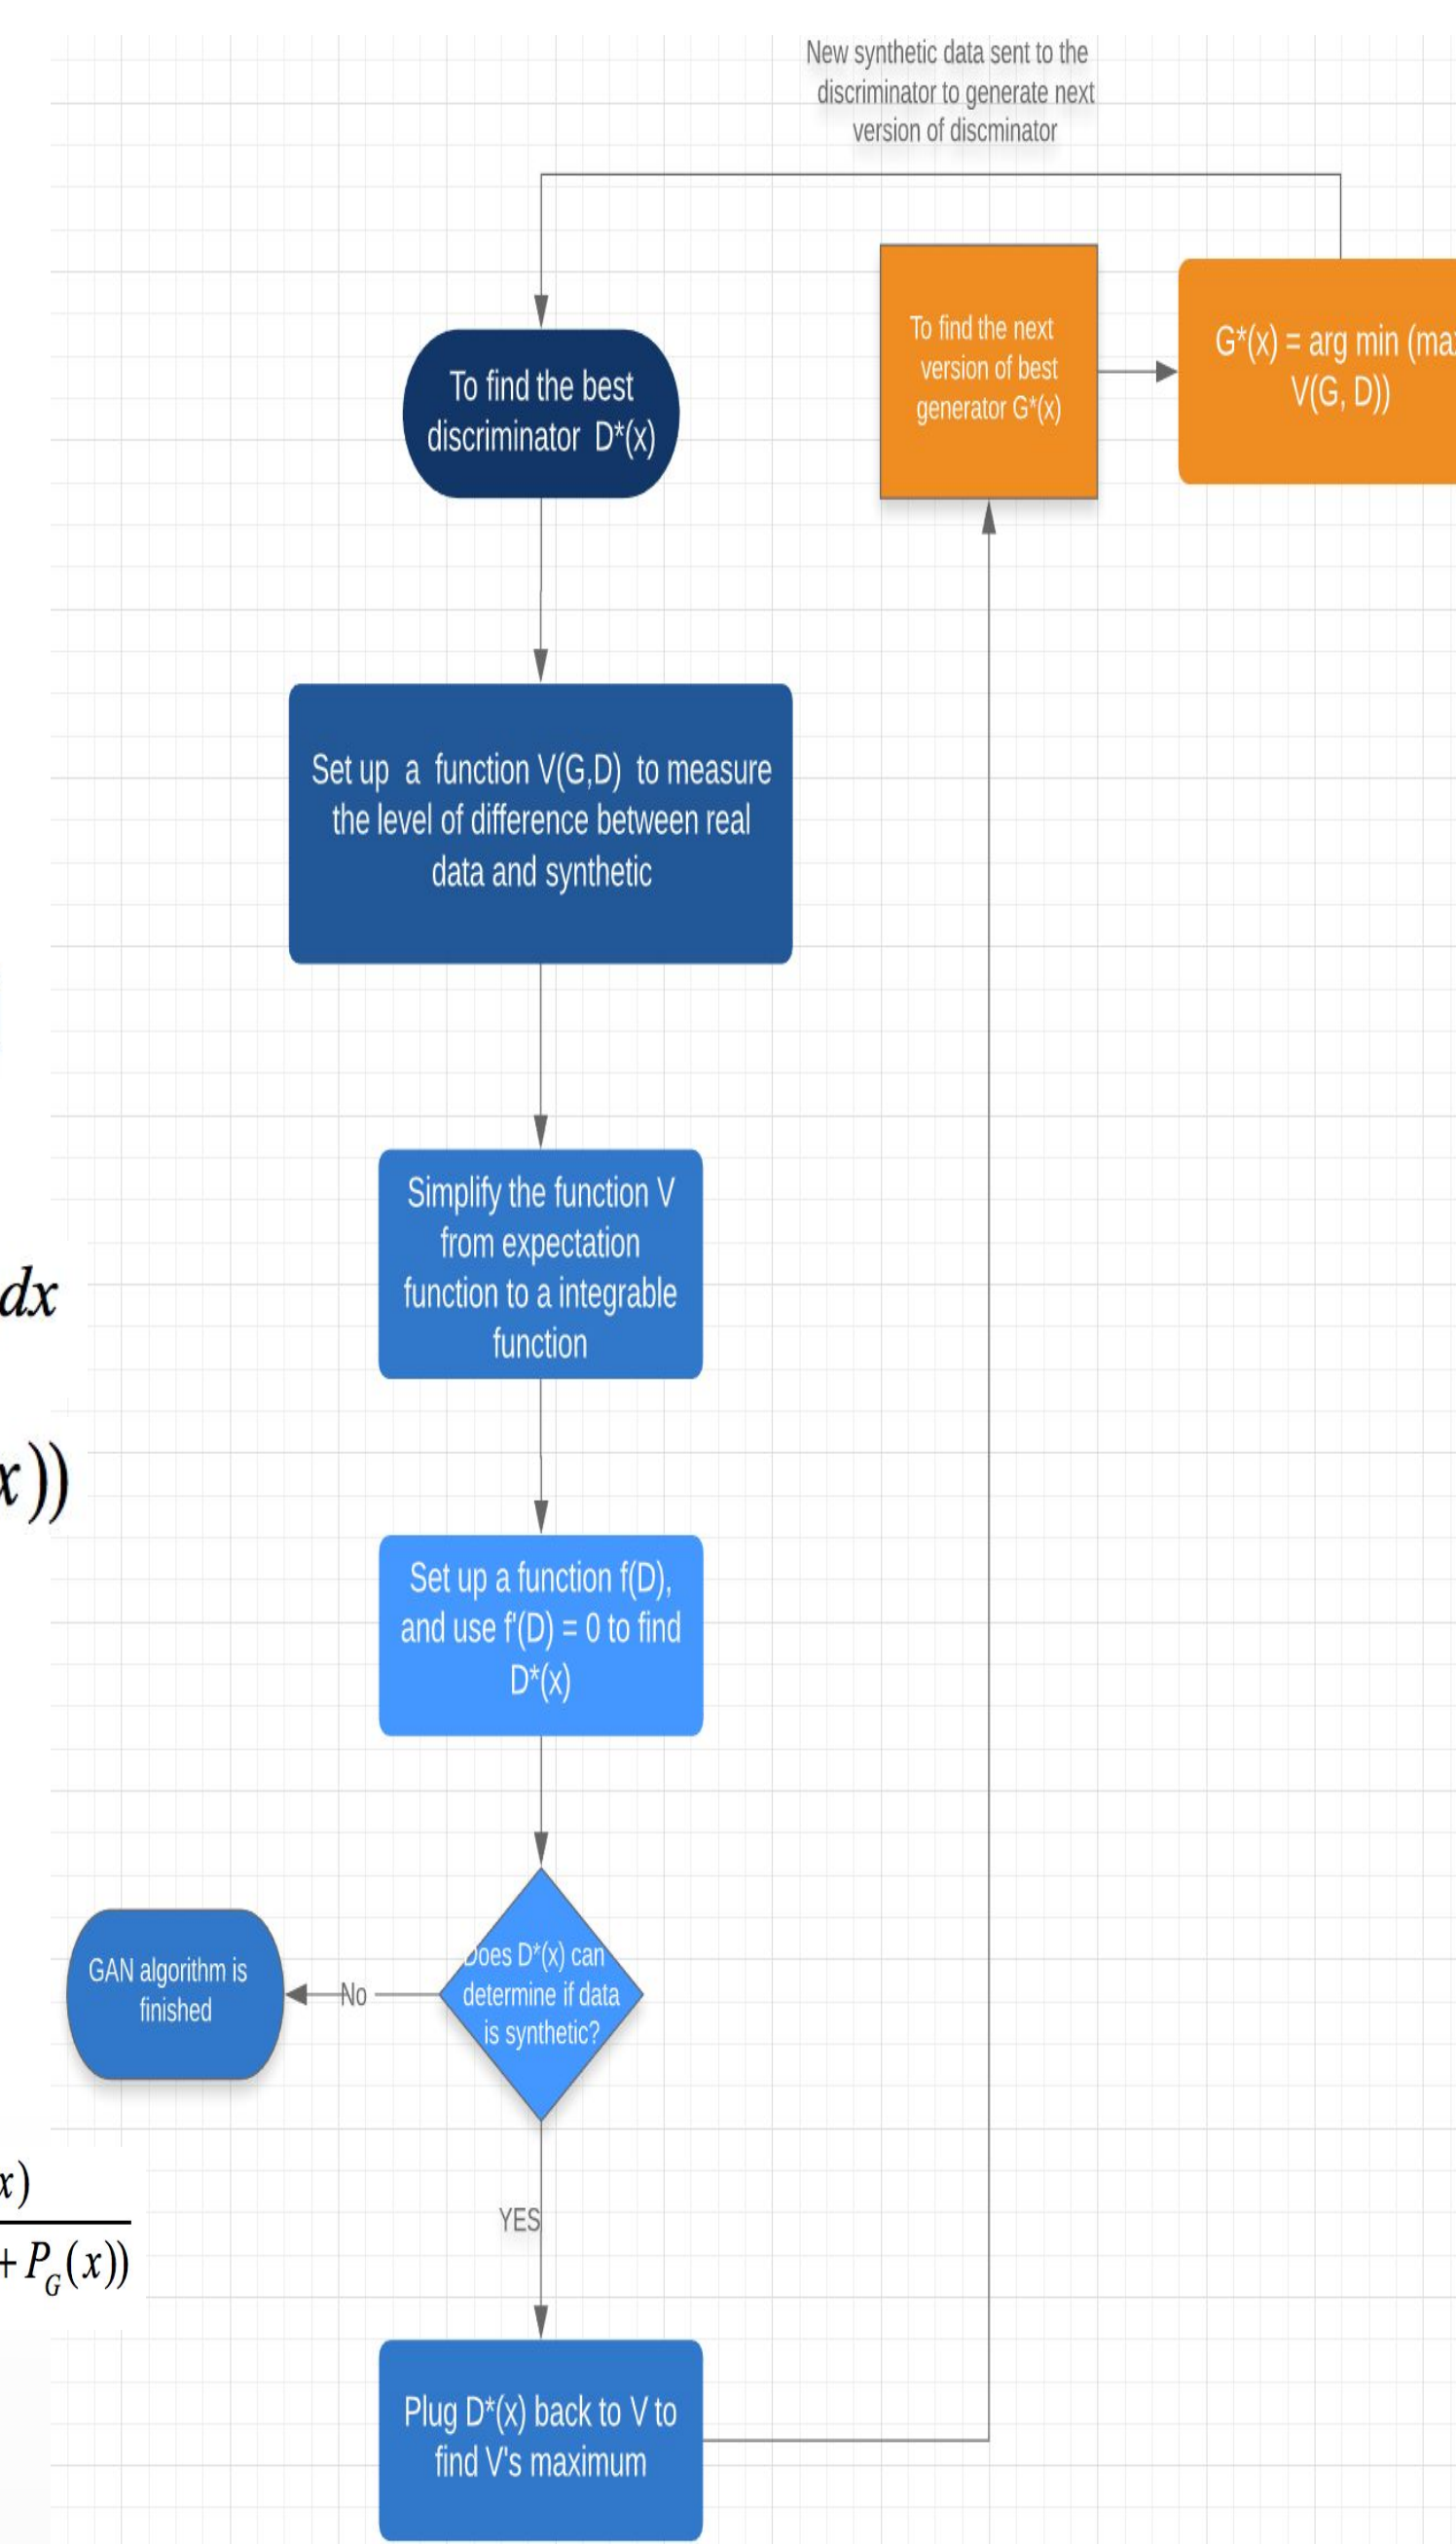 New synthetic data sent to the
discriminator to generate next
version of discminator
To find the best
discriminator D*(x)
To find the next
version of best
generator G*(x)
G*(x) = arg min (max
V(G, D))
Set up a function V(G,D) to measure
the level of difference between real
data and synthetic
Simplify the function V
from expectation
function to a integrable
function
dx
x))
Set up a function f(D),
and use f'(D) = 0 to find
D*(x)
Does D*(x) can
determine if data
is synthetic?
No
GAN algorithm is
finished
YES
x)
+ P_G(x))
Plug D*(x) back to V to
find V's maximum